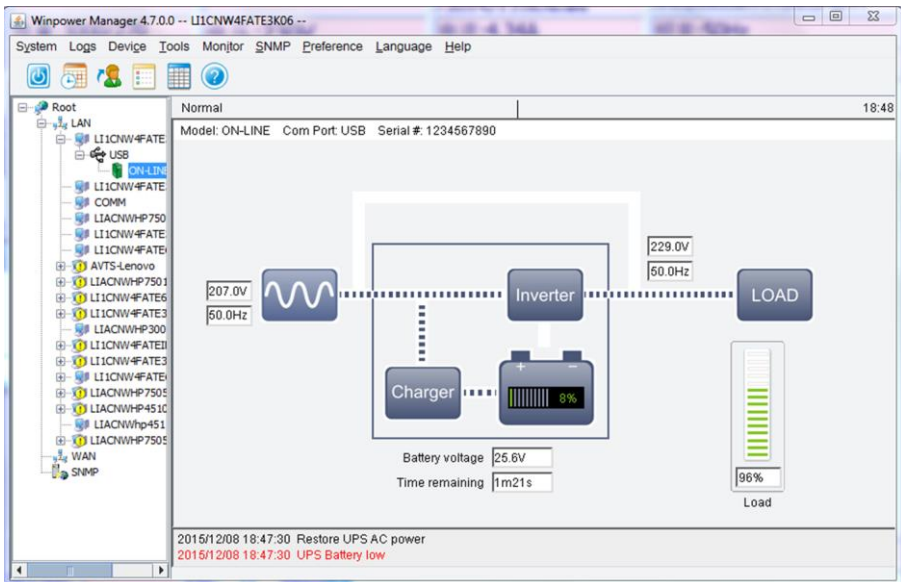 Winpower Manager 4.7.0.0 -- LI1CNW4FATE3K06 --
System Logs Device Tools Monitor SNMP Preference Language Help
Root
LAN
LI1CNW4FATE
USB
ON-LINE
LI1CNW4FATE
COMM
LIACNWHP750
LI1CNW4FATE
LI1CNW4FATE
AVTS-Lenovo
LIACNWHP7501
LI1CNW4FATE6
LI1CNW4FATE3
LIACNWHP300
LI1CNW4FATEI
LI1CNW4FATE3
LI1CNW4FATE
LIACNWHP7505
LIACNWHP4510
LIACNWhp451
LIACNWHP7505
WAN
SNMP
Normal 18:48
Model: ON-LINE Com Port: USB Serial #: 1234567890
229.0V
50.0Hz
207.0V
50.0Hz
Inverter
LOAD
Charger
+ −
8%
Battery voltage 25.6V
Time remaining 1m21s
96%
Load
2015/12/08 18:47:30 Restore UPS AC power
2015/12/08 18:47:30 UPS Battery low